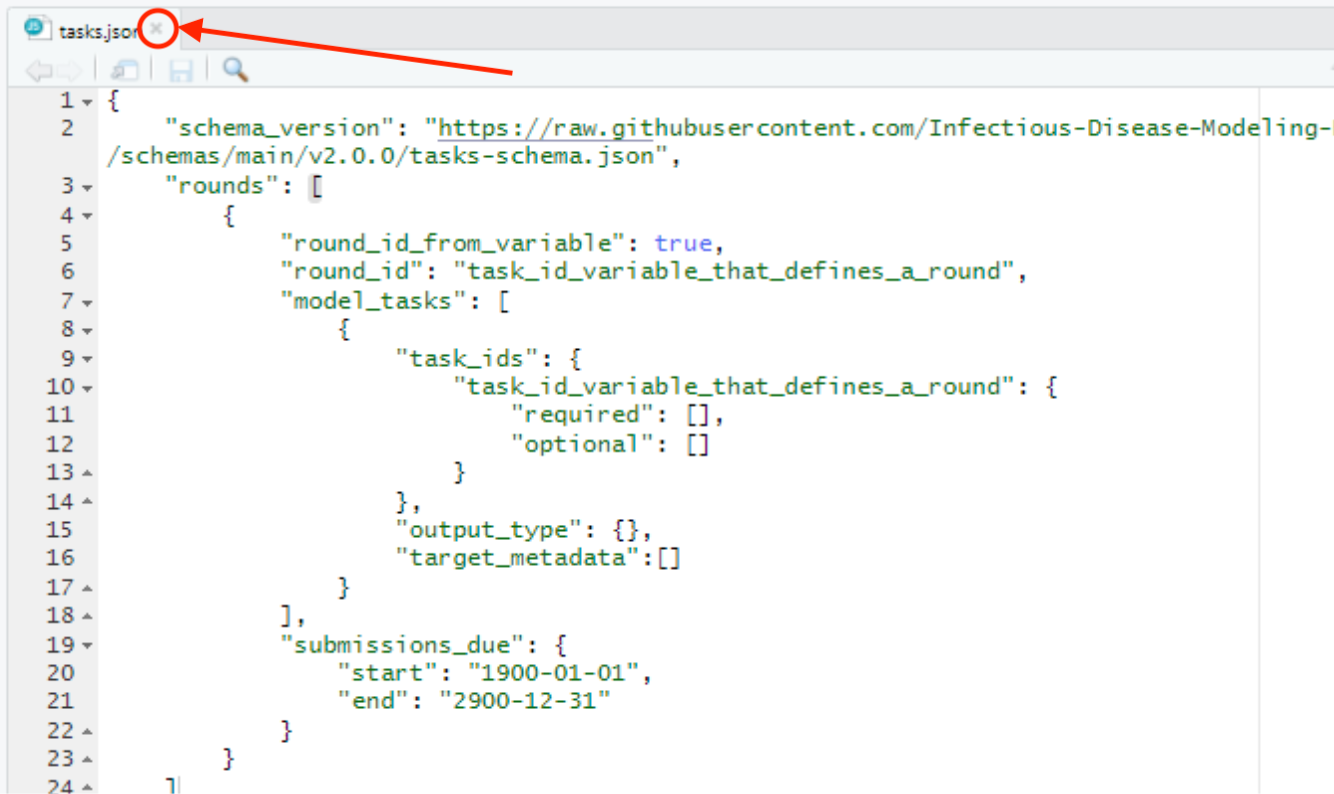 tasks.json
1 {
2 "schema_version": "https://raw.githubusercontent.com/Infectious-Disease-Modeling-
/schemas/main/v2.0.0/tasks-schema.json",
3 "rounds": [
4 {
5 "round_id_from_variable": true,
6 "round_id": "task_id_variable_that_defines_a_round",
7 "model_tasks": [
8 {
9 "task_ids": {
10 "task_id_variable_that_defines_a_round": {
11 "required": [],
12 "optional": []
13 }
14 },
15 "output_type": {},
16 "target_metadata":[]
17 }
18 ],
19 "submissions_due": {
20 "start": "1900-01-01",
21 "end": "2900-12-31"
22 }
23 }
24 ]